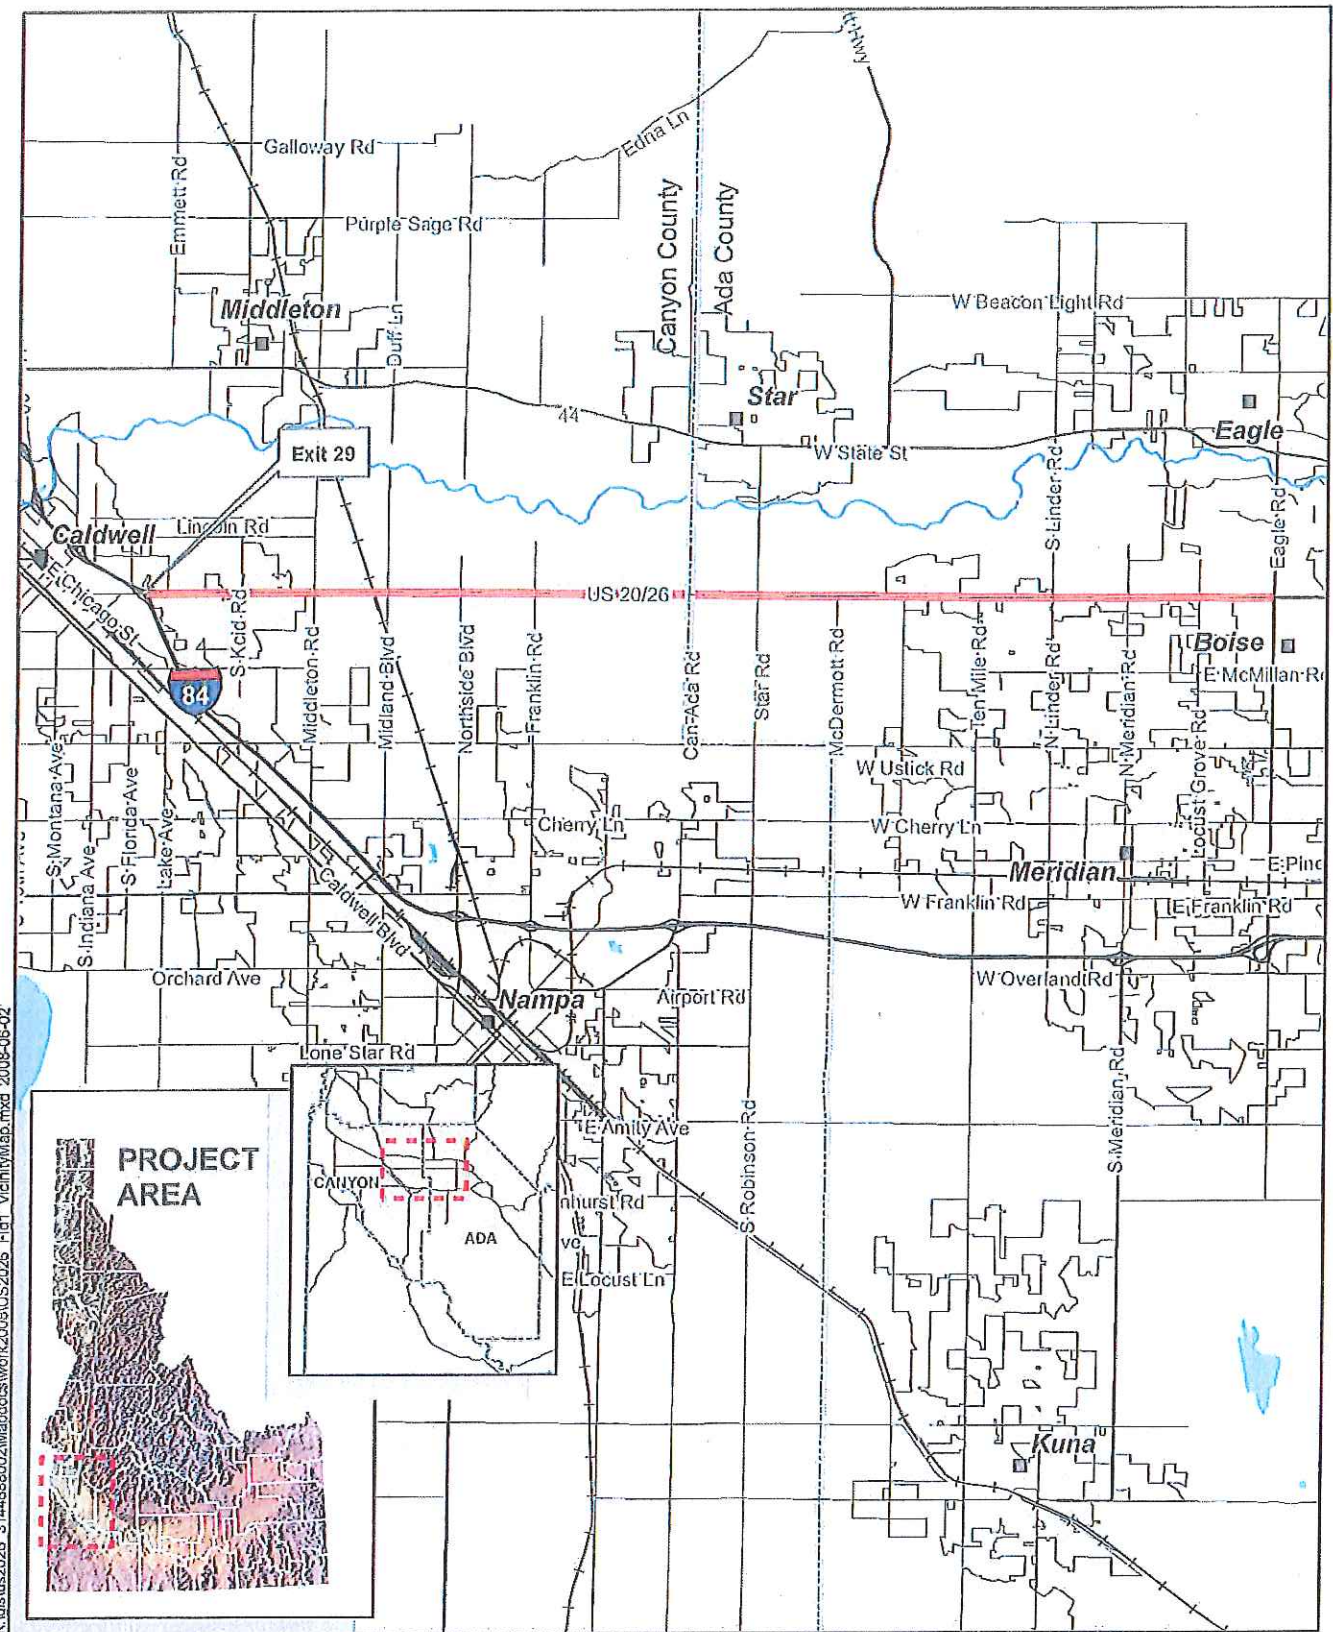 Galloway Rd
Edna Ln
Emmett Rd
Purple Sage Rd
Canyon County
Ada County
Middleton
W Beacon Light Rd
Duff Ln
Star
44
Eagle
W State St
Exit 29
S Linder Rd
Eagle Rd
Caldwell
Lincoln Rd
E Chicago St
US 20/26
S Kcid Rd
Middleton Rd
Midland Blvd
Northside Blvd
Franklin Rd
Can-Ada Rd
Star Rd
McDermott Rd
Ten Mile Rd
N Linder Rd
N Meridian Rd
Boise
E McMillan R
84
Locust Grove Rd
S Montana Ave
S Indiana Ave
S Florida Ave
Lake Ave
W Ustick Rd
Cherry Ln
W Cherry Ln
Meridian
E Pine
Caldwell Blvd
W Franklin Rd
E Franklin Rd
Orchard Ave
Nampa
Airport Rd
W Overland Rd
Lone Star Rd
S Robinson Rd
S Meridian Rd
E Amity Ave
PROJECT
AREA
CANYON
ADA
nhurst Rd
ve
E Locust Ln
Kuna